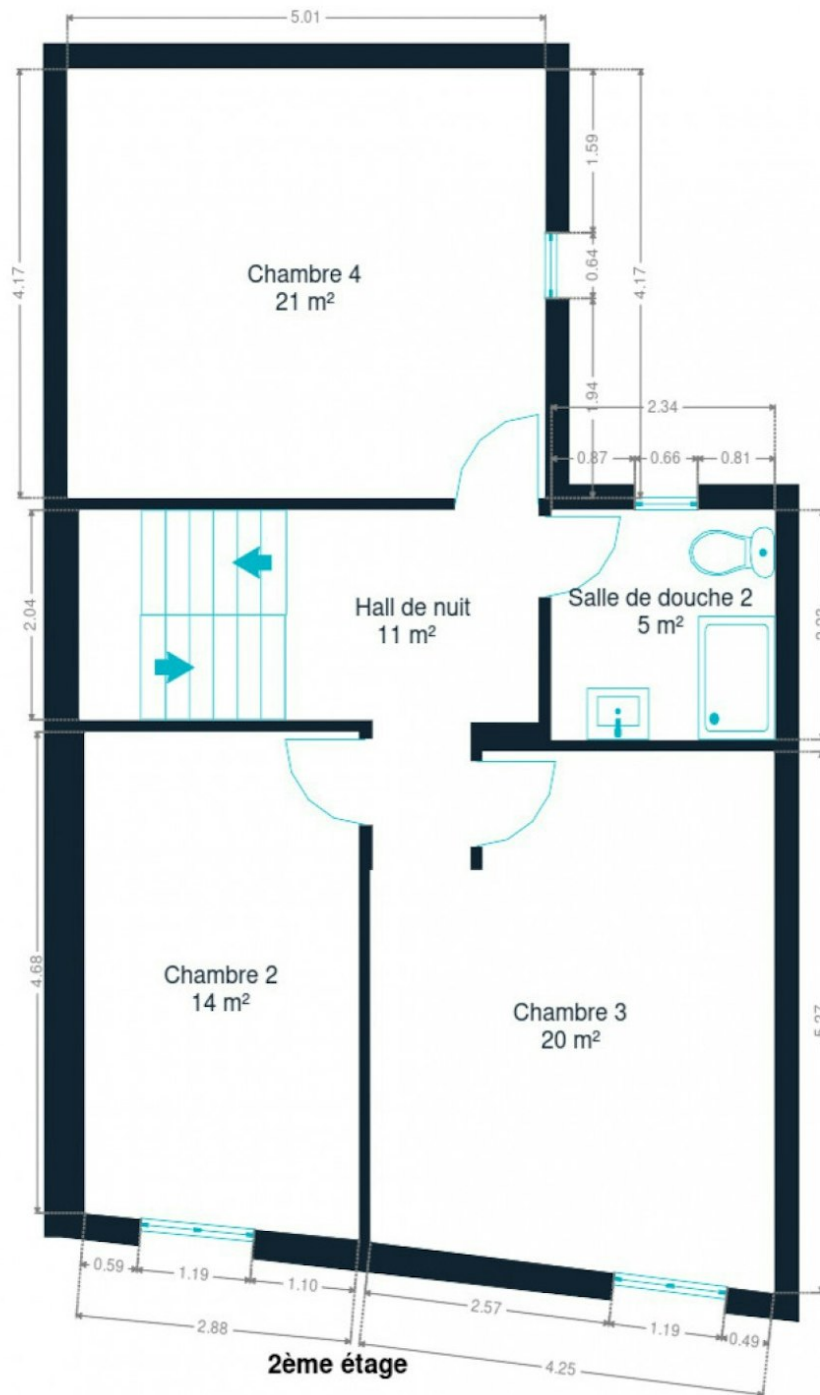 5.01
4.17
1.59
0.64
4.17
1.94
Chambre 4
21 m²
2.34
0.87
0.66
0.81
2.04
Hall de nuit
11 m²
Salle de douche 2
5 m²
4.68
Chambre 2
14 m²
Chambre 3
20 m²
0.59
1.19
1.10
2.88
2.57
1.19
0.49
4.25
2ème étage